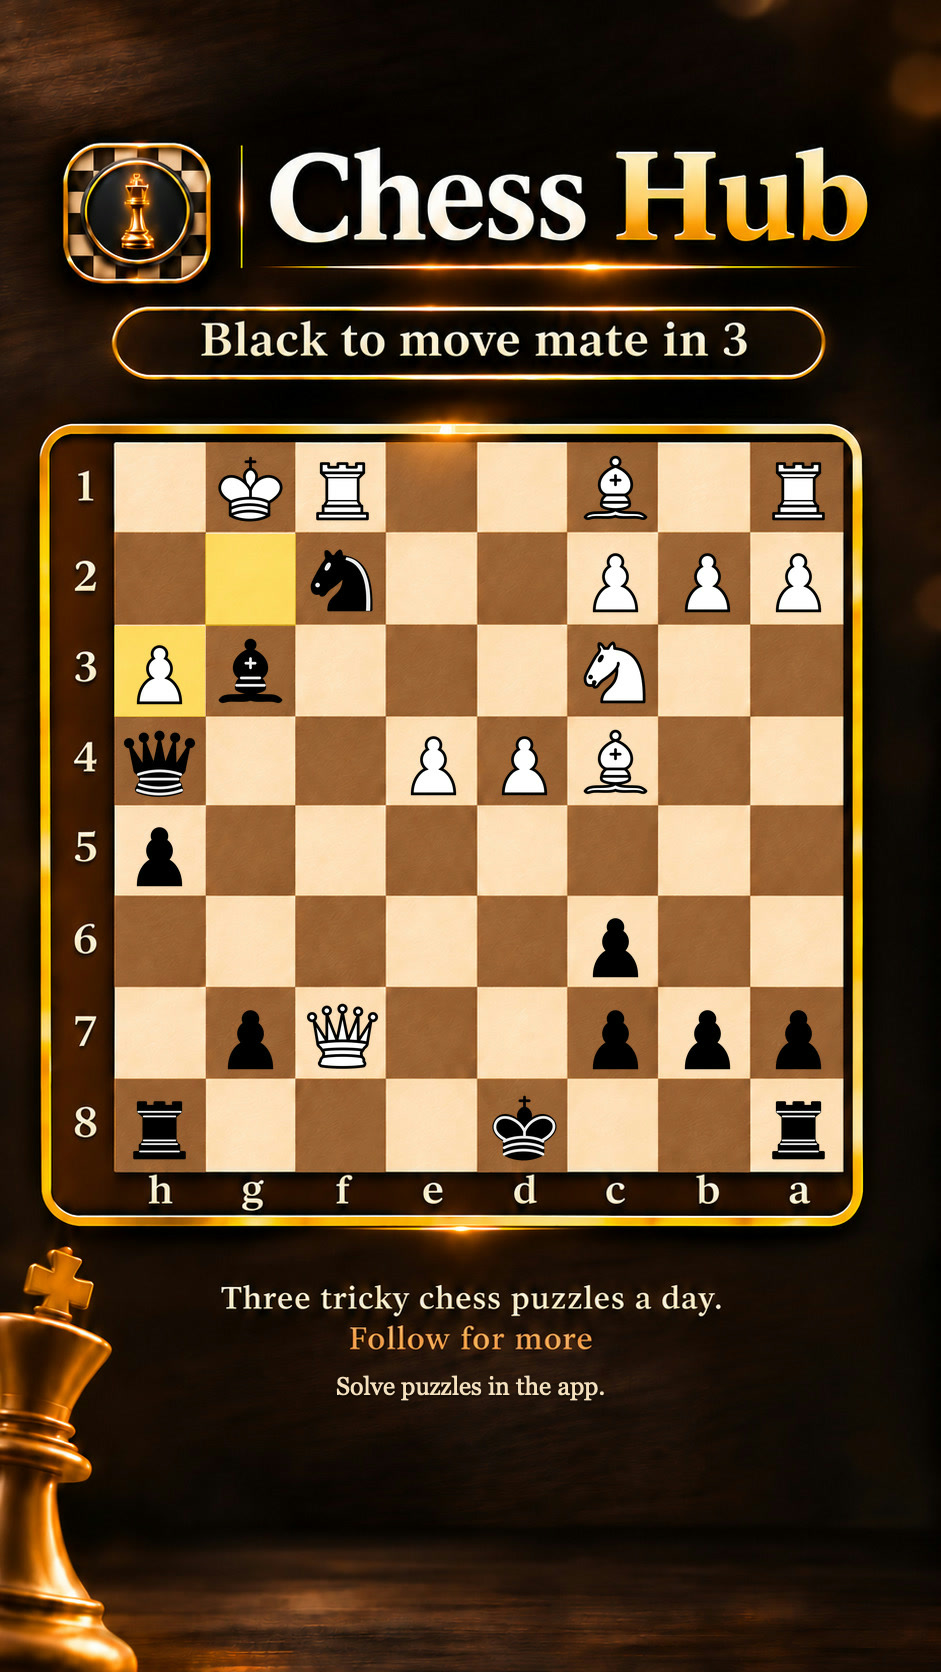 Chess Hub
Black to move mate in 3
1
2
3
4
5
6
7
8
h g f e d c b a
Three tricky chess puzzles a day.
Follow for more
Solve puzzles in the app.